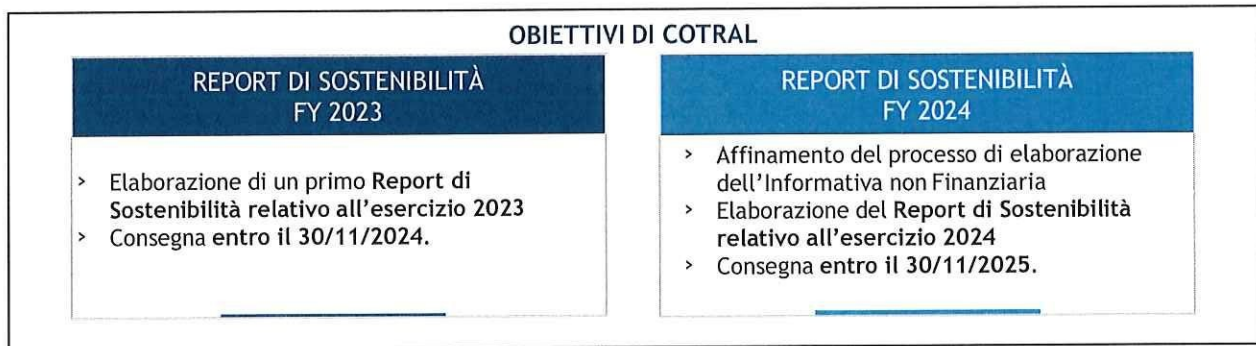 OBIETTIVI DI COTRAL
REPORT DI SOSTENIBILITÀ
FY 2023
> Elaborazione di un primo Report di
Sostenibilità relativo all'esercizio 2023
> Consegna entro il 30/11/2024.
REPORT DI SOSTENIBILITÀ
FY 2024
> Affinamento del processo di elaborazione
dell'Informativa non Finanziaria
> Elaborazione del Report di Sostenibilità
relativo all'esercizio 2024
> Consegna entro il 30/11/2025.